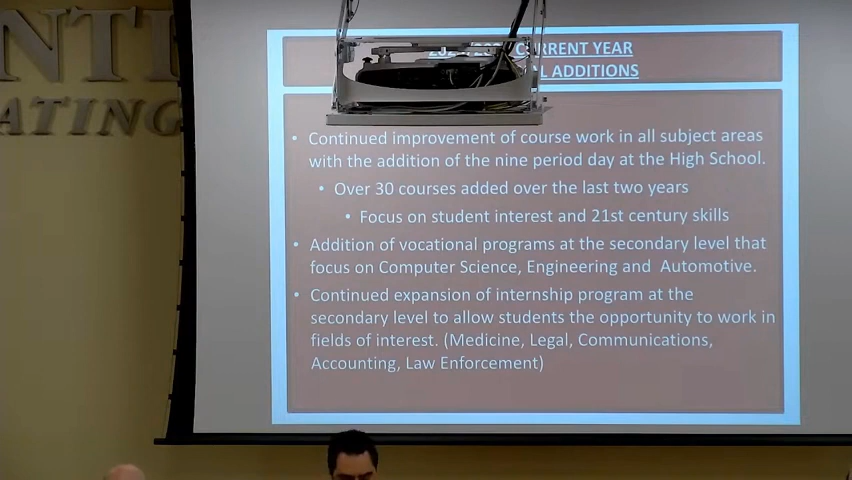 NT
ATING
CURRENT YEAR
ADDITIONS
• Continued improvement of course work in all subject areas
with the addition of the nine period day at the High School.
• Over 30 courses added over the last two years
• Focus on student interest and 21st century skills
• Addition of vocational programs at the secondary level that
focus on Computer Science, Engineering and Automotive.
• Continued expansion of internship program at the
secondary level to allow students the opportunity to work in
fields of interest. (Medicine, Legal, Communications,
Accounting, Law Enforcement)